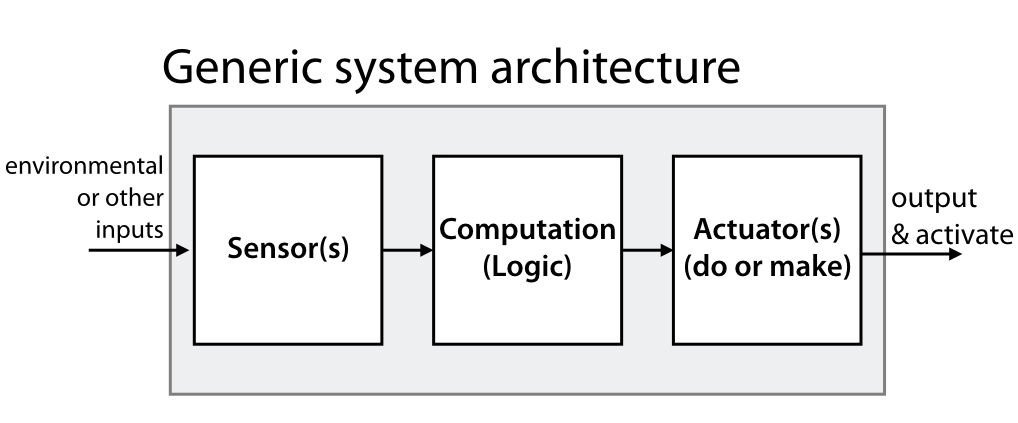 Generic system architecture
environmental
or other
inputs
Sensor(s)
Computation
(Logic)
Actuator(s)
(do or make)
output
& activate